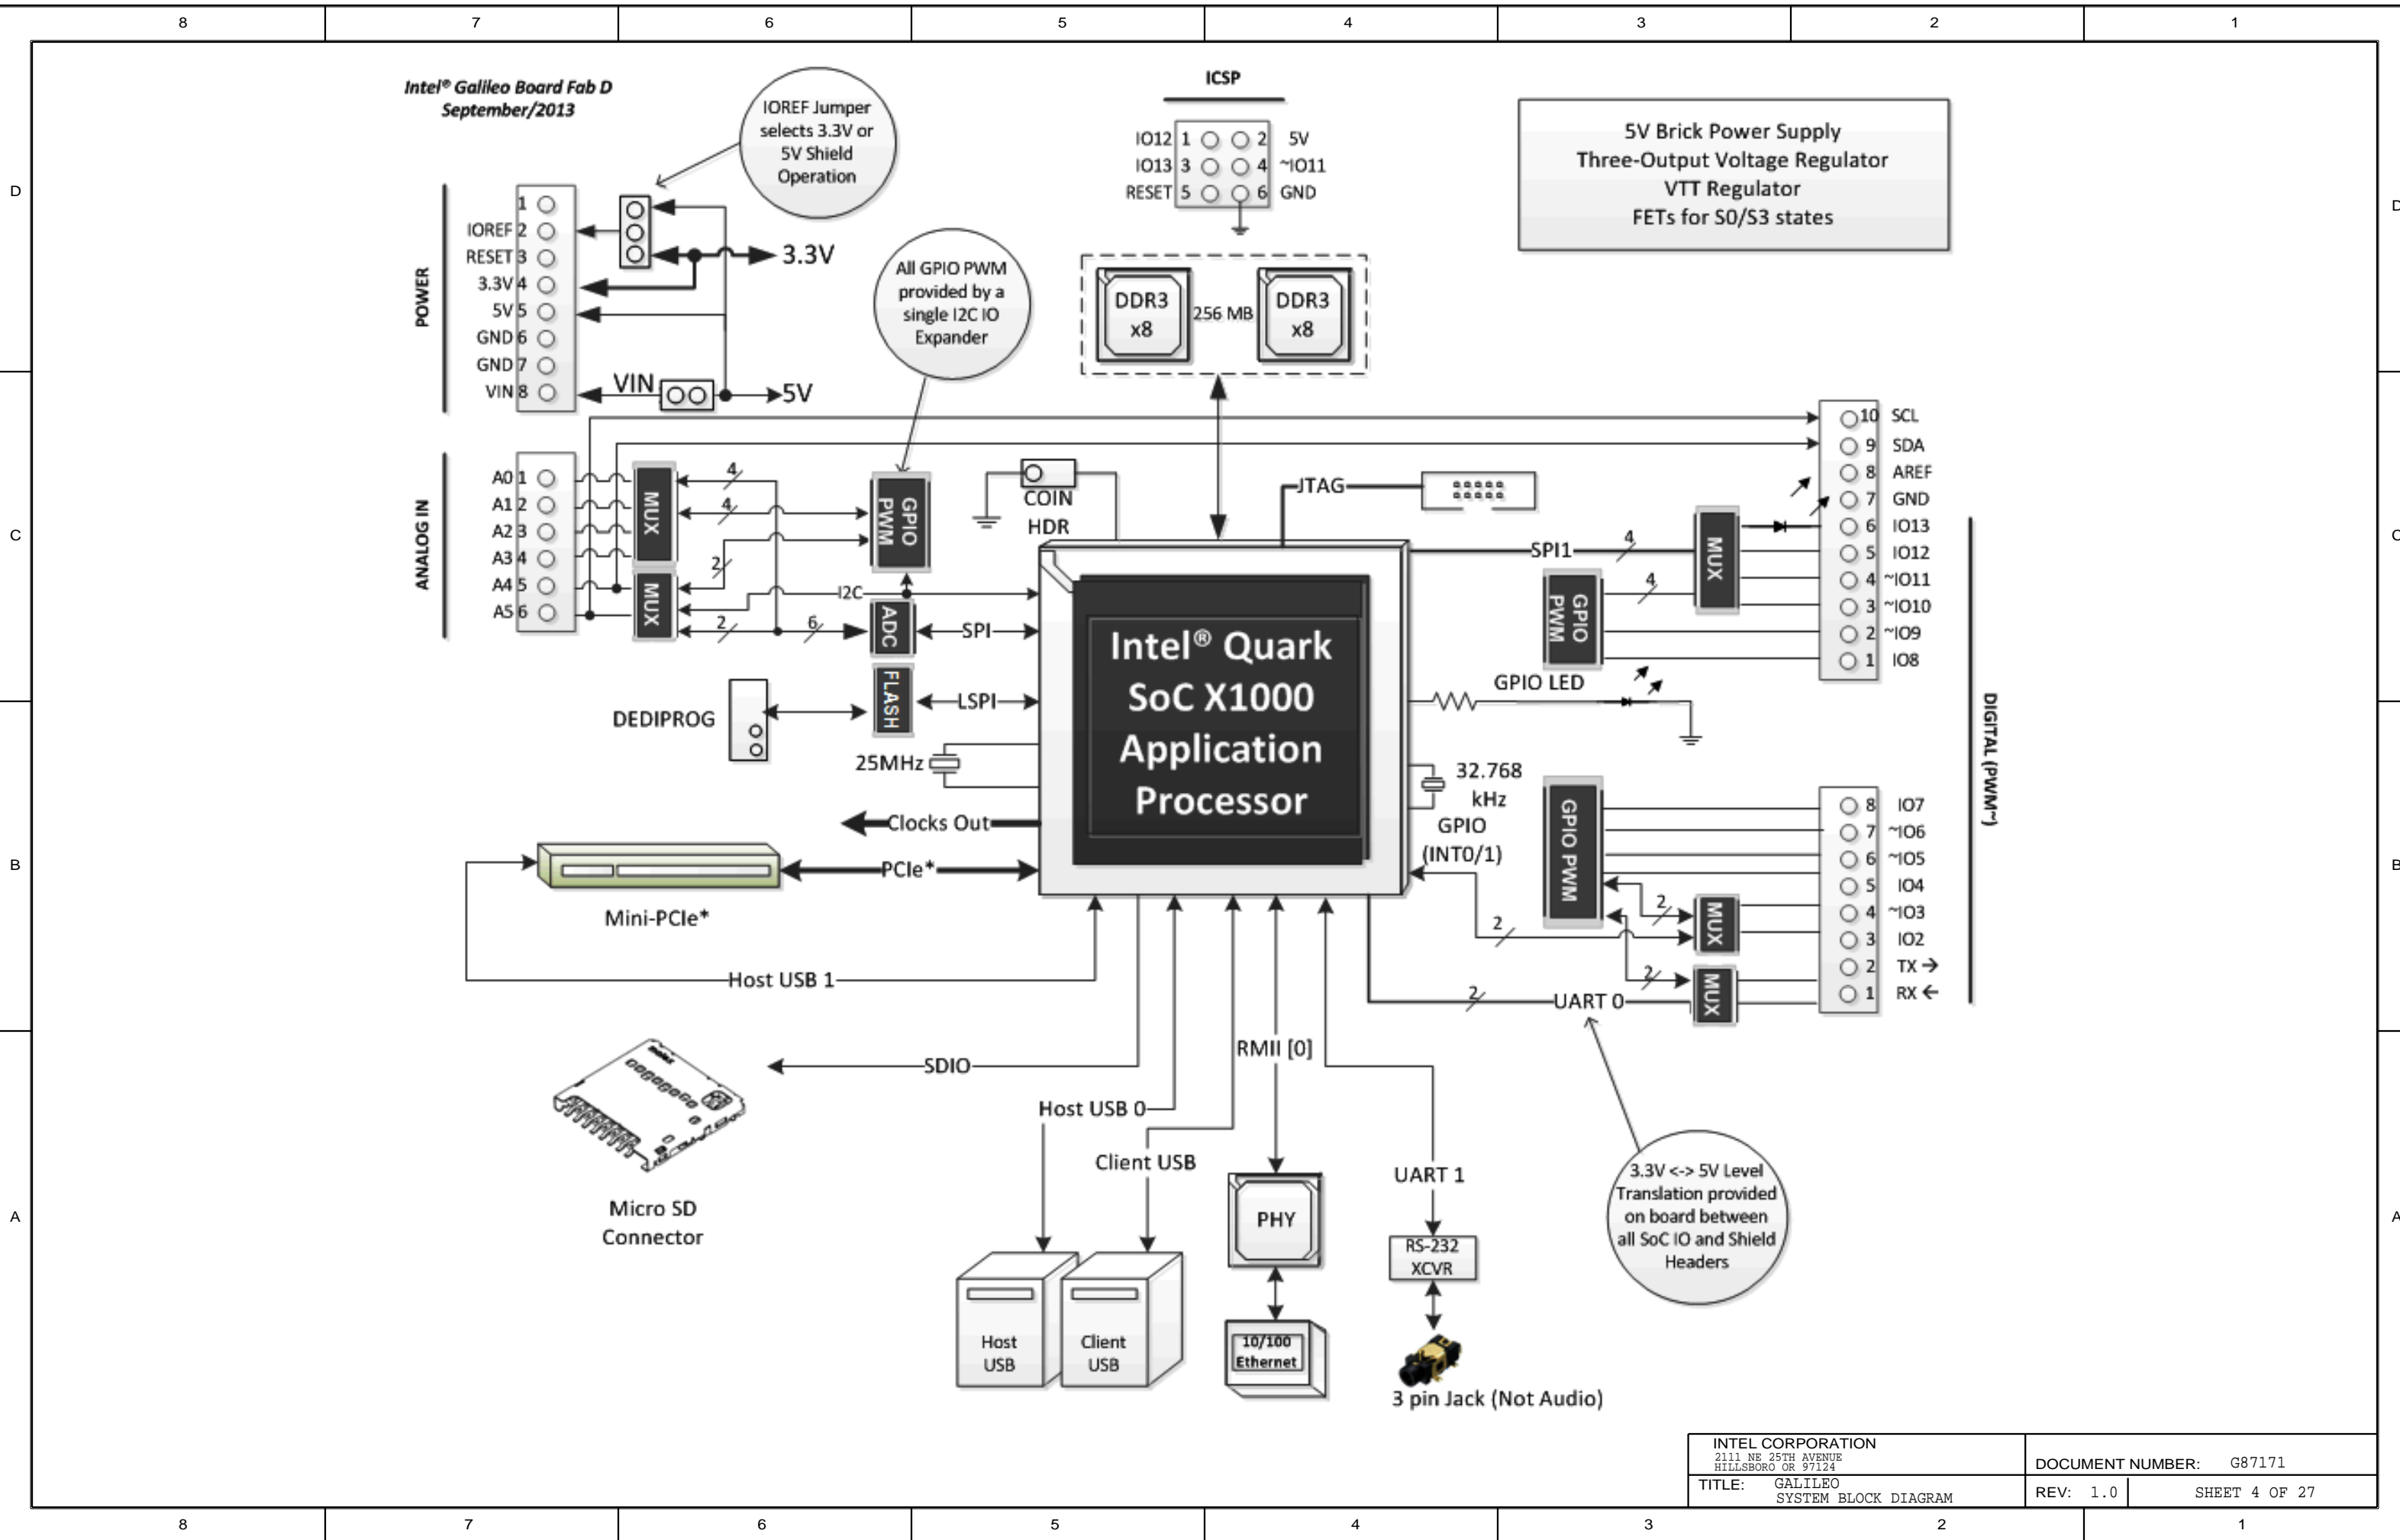 8 7 6 5 4 3 2 1
D
C
B
A
D
C
B
A
Intel® Galileo Board Fab D
September/2013
IOREF Jumper
selects 3.3V or
5V Shield
Operation
ICSP
IO12 1 2 5V
IO13 3 4 ~IO11
RESET 5 6 GND
5V Brick Power Supply
Three-Output Voltage Regulator
VTT Regulator
FETs for S0/S3 states
POWER
1
IOREF 2
RESET 3
3.3V 4
5V 5
GND 6
GND 7
VIN 8
3.3V
VIN
5V
All GPIO PWM
provided by a
single I2C IO
Expander
DDR3
x8
256 MB
DDR3
x8
ANALOG IN
A0 1
A1 2
A2 3
A3 4
A4 5
A5 6
MUX
MUX
4
4
2
2
6
GPIO
PWM
I2C
ADC
SPI
FLASH
LSPI
DEDIPROG
COIN
HDR
JTAG
25MHz
Clocks Out
PCIe*
Mini-PCIe*
Host USB 1
Intel® Quark
SoC X1000
Application
Processor
SPI1
4
MUX
4
GPIO
PWM
10 SCL
9 SDA
8 AREF
7 GND
6 IO13
5 IO12
4 ~IO11
3 ~IO10
2 ~IO9
1 IO8
GPIO LED
DIGITAL (PWM~)
32.768
kHz
GPIO
(INT0/1)
GPIO PWM
2
2
MUX
2
MUX
2
UART 0
8 IO7
7 ~IO6
6 ~IO5
5 IO4
4 ~IO3
3 IO2
2 TX →
1 RX ←
SDIO
Micro SD
Connector
Host USB 0
Client USB
RMII [0]
UART 1
PHY
RS-232
XCVR
Host
USB
Client
USB
10/100
Ethernet
3 pin Jack (Not Audio)
3.3V <-> 5V Level
Translation provided
on board between
all SoC IO and Shield
Headers
INTEL CORPORATION
2111 NE 25TH AVENUE
HILLSBORO OR 97124
DOCUMENT NUMBER: G87171
TITLE: GALILEO
SYSTEM BLOCK DIAGRAM
REV: 1.0
SHEET 4 OF 27
8 7 6 5 4 3 2 1